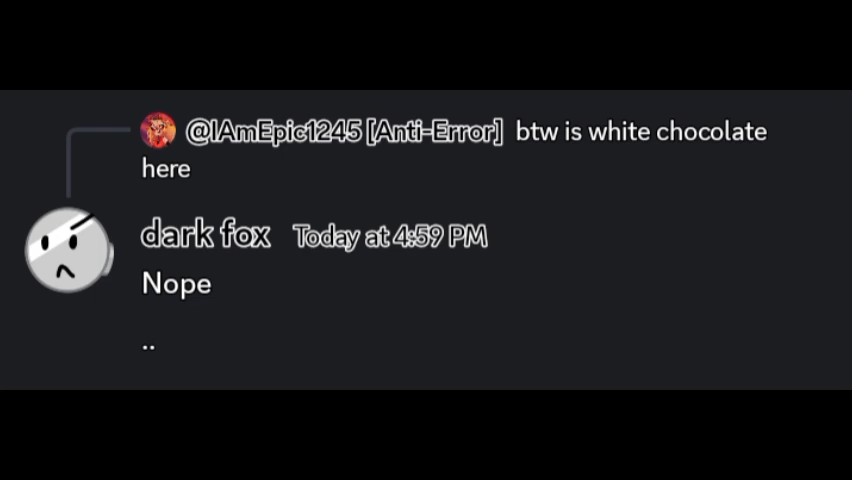 @IAmEpic1245 [Anti-Error] btw is white chocolate
here
dark fox Today at 4:59 PM
Nope
..